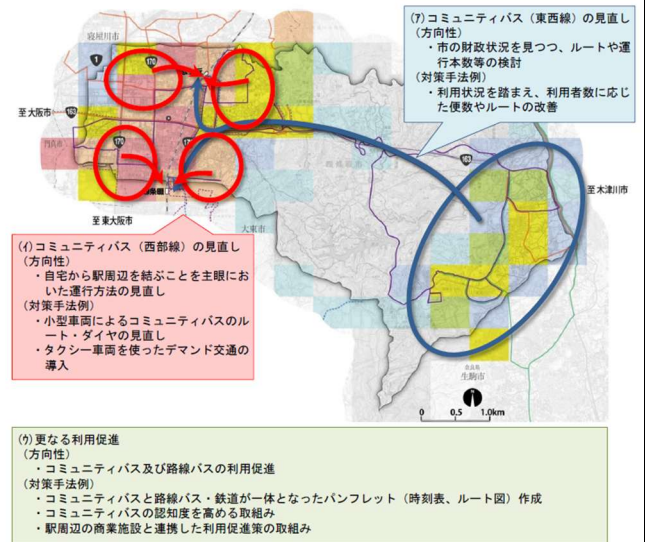 (ｱ)コミュニティバス（東西線）の見直し
（方向性）
・市の財政状況を見つつ、ルートや運
行本数等の検討
（対策手法例）
・利用状況を踏まえ、利用者数に応じ
た便数やルートの改善
寝屋川市
1
170
170
至大阪市
163
門真市
170
四條畷市
163
至木津川市
至東大阪市
大東市
(ｲ)コミュニティバス（西部線）の見直し
（方向性）
・自宅から駅周辺を結ぶことを主眼にお
いた運行方法の見直し
（対策手法例）
・小型車両によるコミュニティバスのル
ート・ダイヤの見直し
・タクシー車両を使ったデマンド交通の
導入
奈良県
生駒市
0 0.5 1.0km
(ｳ)更なる利用促進
（方向性）
・コミュニティバス及び路線バスの利用促進
（対策手法例）
・コミュニティバスと路線バス・鉄道が一体となったパンフレット（時刻表、ルート図）作成
・コミュニティバスの認知度を高める取組み
・駅周辺の商業施設と連携した利用促進策の取組み